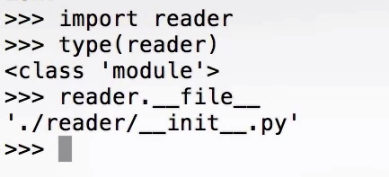 >>> import reader
>>> type(reader)
<class 'module'>
>>> reader.__file__
'./reader/__init__.py'
>>>